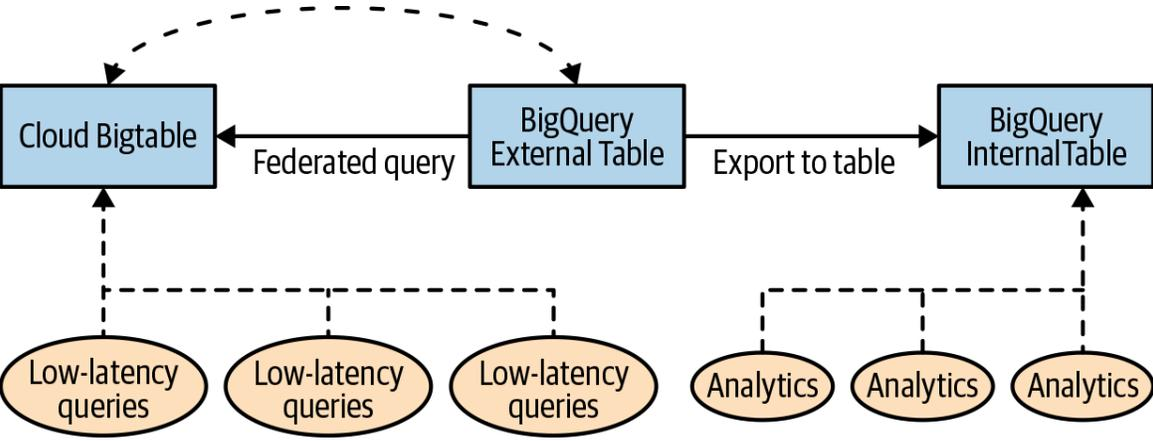 Cloud Bigtable
BigQuery
External Table
BigQuery
InternalTable
Federated query
Export to table
Low-latency
queries
Low-latency
queries
Low-latency
queries
Analytics
Analytics
Analytics